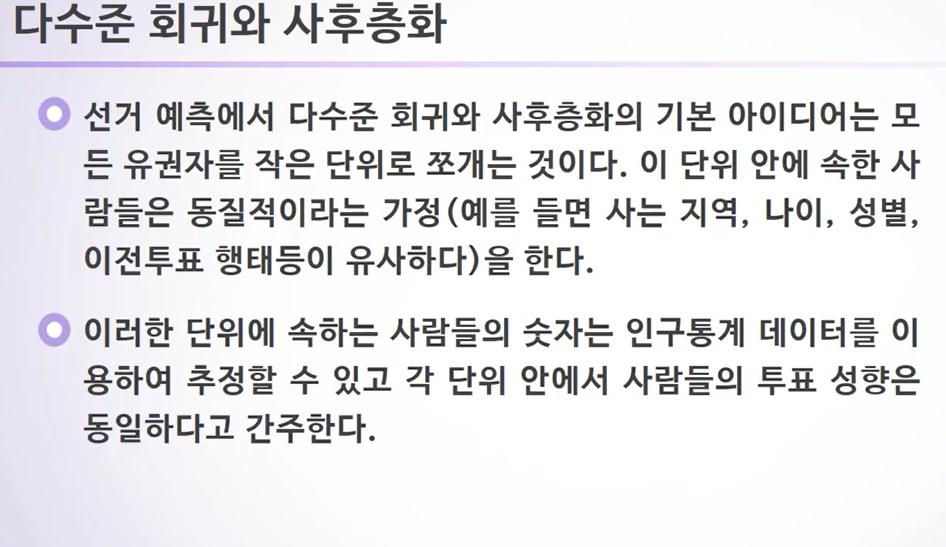 다수준 회귀와 사후층화
선거 예측에서 다수준 회귀와 사후층화의 기본 아이디어는 모
든 유권자를 작은 단위로 쪼개는 것이다. 이 단위 안에 속한 사
람들은 동질적이라는 가정(예를 들면 사는 지역, 나이, 성별,
이전투표 행태등이 유사하다)을 한다.
이러한 단위에 속하는 사람들의 숫자는 인구통계 데이터를 이
용하여 추정할 수 있고 각 단위 안에서 사람들의 투표 성향은
동일하다고 간주한다.